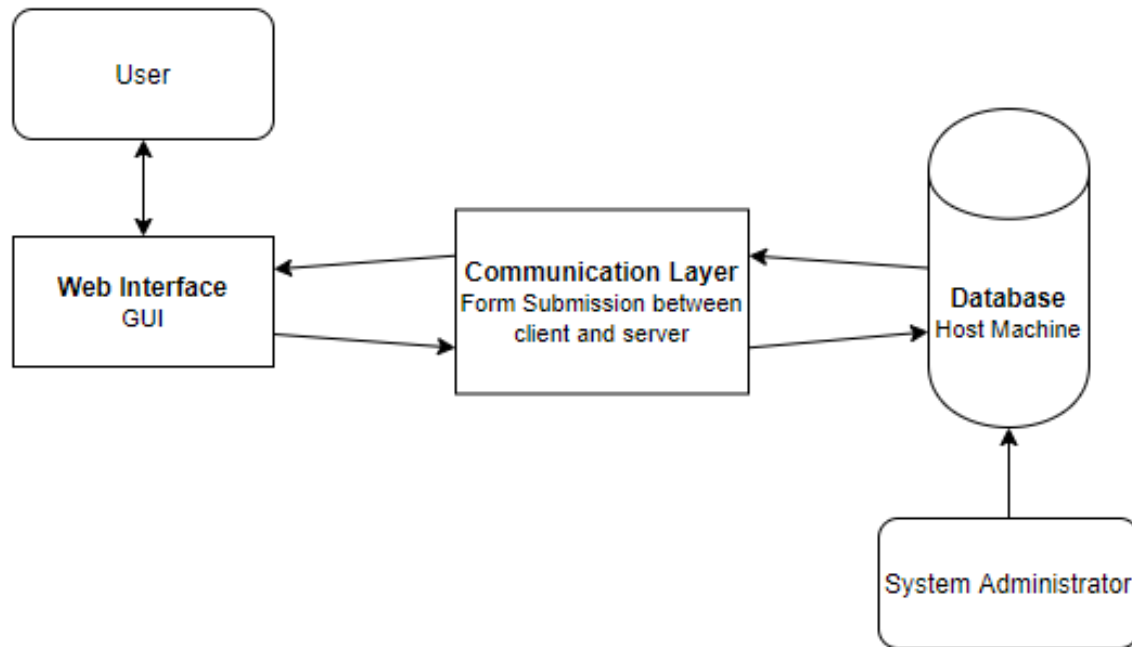 User
Web Interface
GUI
Communication Layer
Form Submission between
client and server
Database
Host Machine
System Administrator